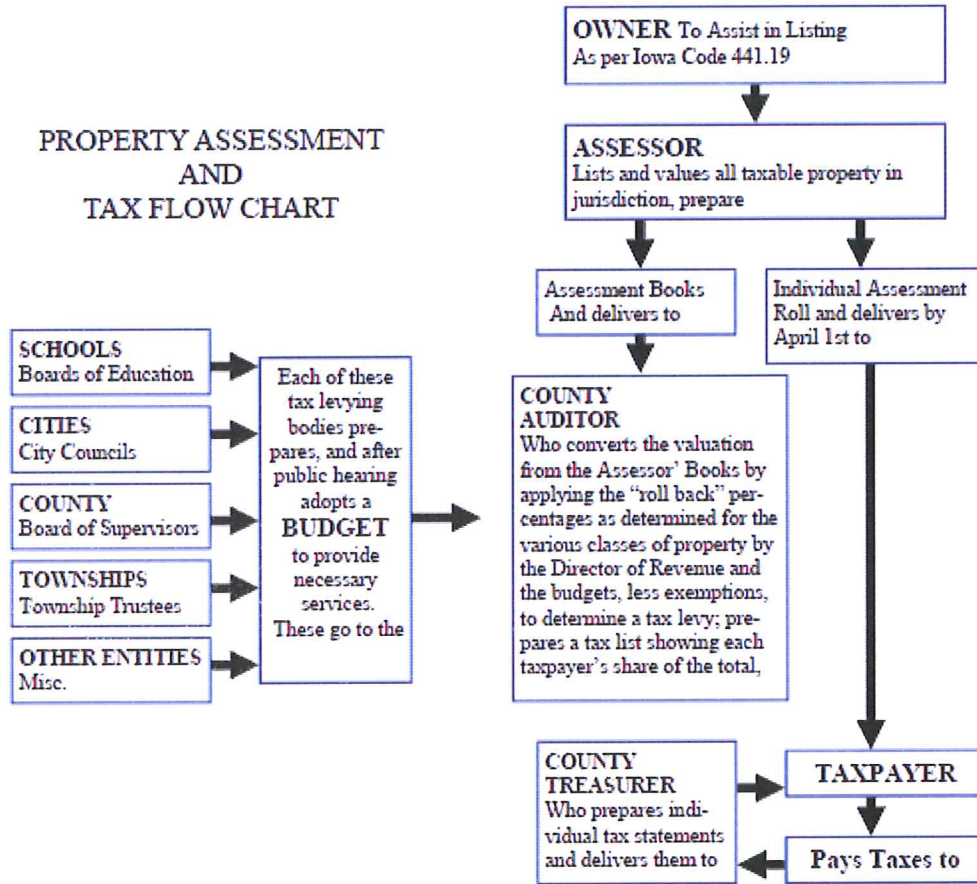 PROPERTY ASSESSMENT
AND
TAX FLOW CHART
OWNER To Assist in Listing
As per Iowa Code 441.19
ASSESSOR
Lists and values all taxable property in
jurisdiction, prepare
Assessment Books
And delivers to
Individual Assessment
Roll and delivers by
April 1st to
SCHOOLS
Boards of Education
CITIES
City Councils
COUNTY
Board of Supervisors
TOWNSHIPS
Township Trustees
OTHER ENTITIES
Misc.
Each of these
tax levying
bodies pre-
pares, and after
public hearing
adopts a
BUDGET
to provide
necessary
services.
These go to the
COUNTY
AUDITOR
Who converts the valuation
from the Assessor’ Books by
applying the “roll back” per-
centages as determined for the
various classes of property by
the Director of Revenue and
the budgets, less exemptions,
to determine a tax levy; pre-
pares a tax list showing each
taxpayer’s share of the total,
COUNTY
TREASURER
Who prepares indi-
vidual tax statements
and delivers them to
TAXPAYER
Pays Taxes to